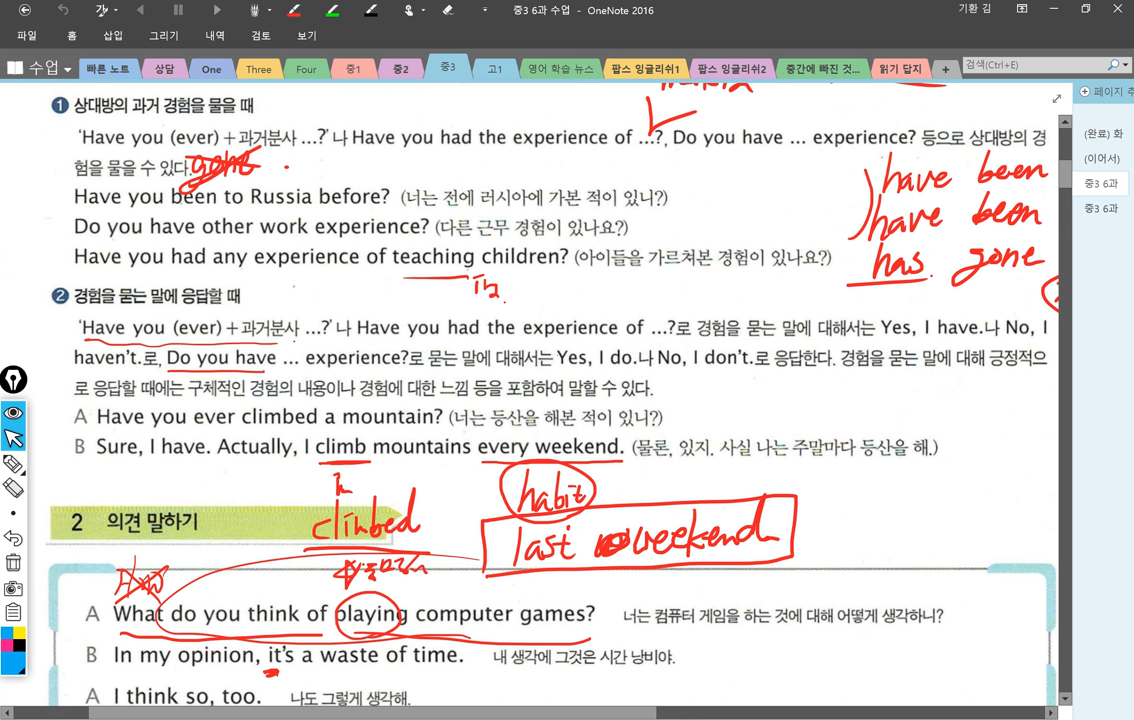 중3 6과 수업 - OneNote 2016
기환 김
파일 홈 삽입 그리기 내역 검토 보기
수업 빠른 노트 상담 One Three Four 중1 중2 중3 고1 영어 학습 뉴스 팝스 잉글리쉬1 팝스 잉글리쉬2 중간에 빠진 것... 읽기 답지 + 검색(Ctrl+E)
페이지 추
(완료) 화
(이어서)
중3 6과
중3 6과
1 상대방의 과거 경험을 물을 때
'Have you (ever) + 과거분사 ...?'나 Have you had the experience of ...?, Do you have ... experience? 등으로 상대방의 경
험을 물을 수 있다. gone
have been
Have you been to Russia before? (너는 전에 러시아에 가본 적이 있니?)
have been
Do you have other work experience? (다른 근무 경험이 있나요?)
Have you had any experience of teaching children? (아이들을 가르쳐본 경험이 있나요?)
has gone
2 경험을 묻는 말에 응답할 때
'Have you (ever) + 과거분사 ...?'나 Have you had the experience of ...?로 경험을 묻는 말에 대해서는 Yes, I have.나 No, I
haven't.로, Do you have ... experience?로 묻는 말에 대해서는 Yes, I do.나 No, I don't.로 응답한다. 경험을 묻는 말에 대해 긍정적으
로 응답할 때에는 구체적인 경험의 내용이나 경험에 대한 느낌 등을 포함하여 말할 수 있다.
A Have you ever climbed a mountain? (너는 등산을 해본 적이 있니?)
B Sure, I have. Actually, I climb mountains every weekend. (물론, 있지. 사실 나는 주말마다 등산을 해.)
habit
climbed
last weekend
2 의견 말하기
A What do you think of playing computer games? 너는 컴퓨터 게임을 하는 것에 대해 어떻게 생각하니?
B In my opinion, it's a waste of time. 내 생각에 그것은 시간 낭비야.
A I think so, too. 나도 그렇게 생각해.